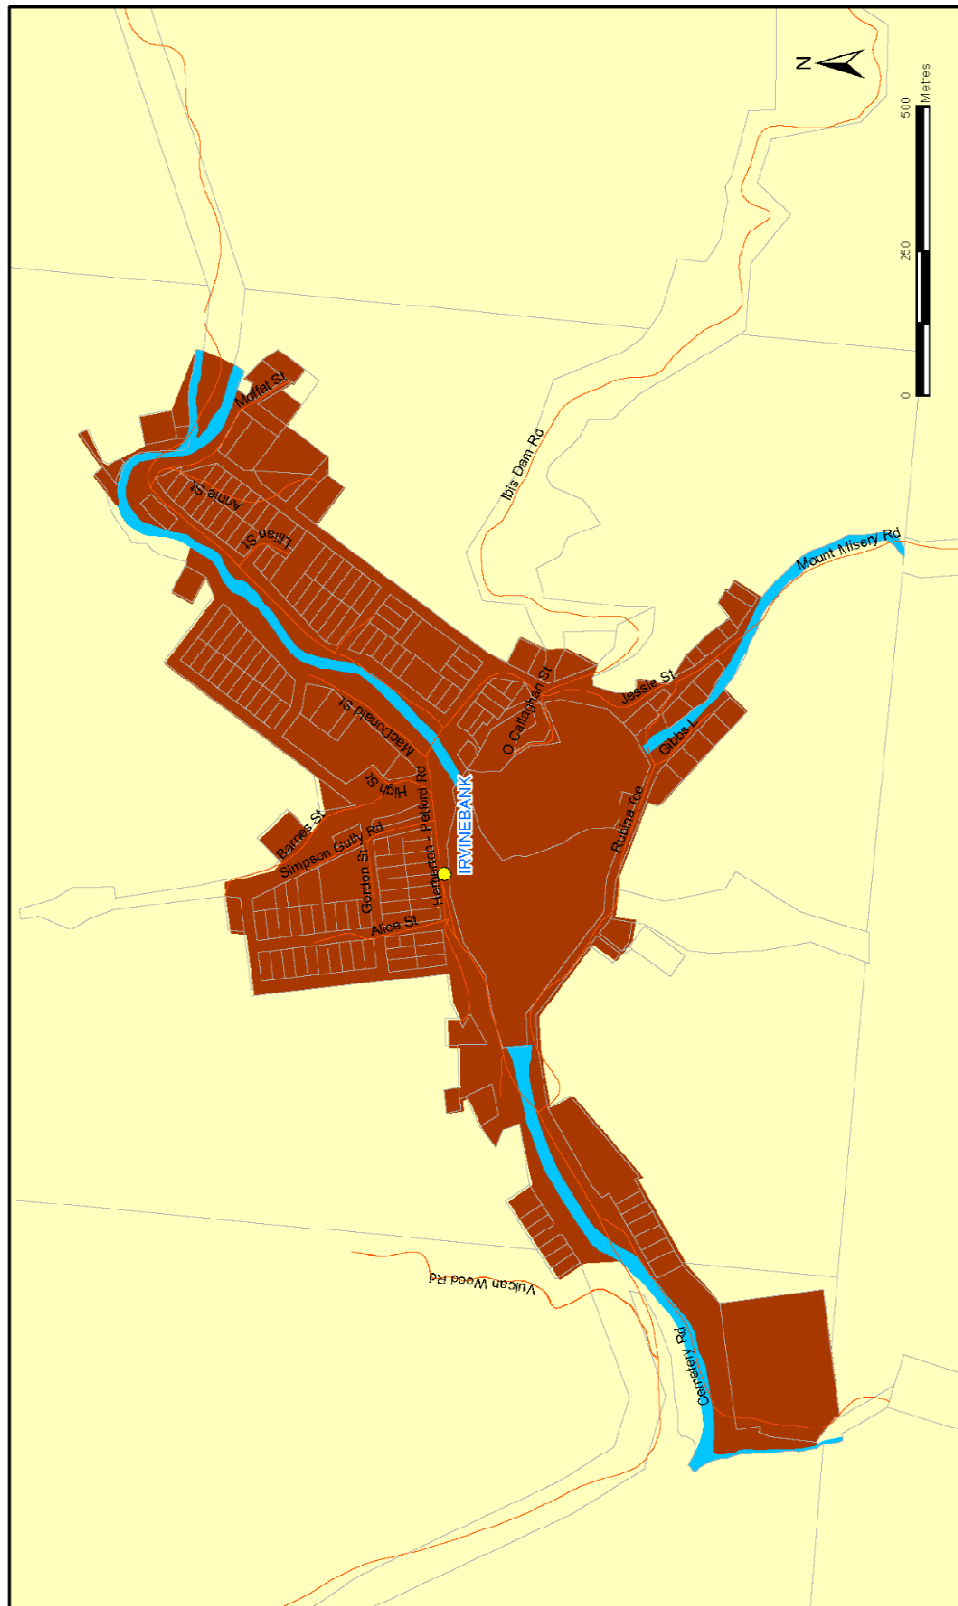 N
500
250
0
Metres
Moffat St
Annie St
Lilian St
Ibis Dam Rd
Mount Misery Rd
MacDonald St
O Callaghan St
Jessie St
Gibbs L
High St
Barnes St
Simpson Gully Rd
Gordon St
Herberton - Petford Rd
IRVINEBANK
Rubina Tce
Alice St
Vulcan Wood Rd
Cemetery Rd